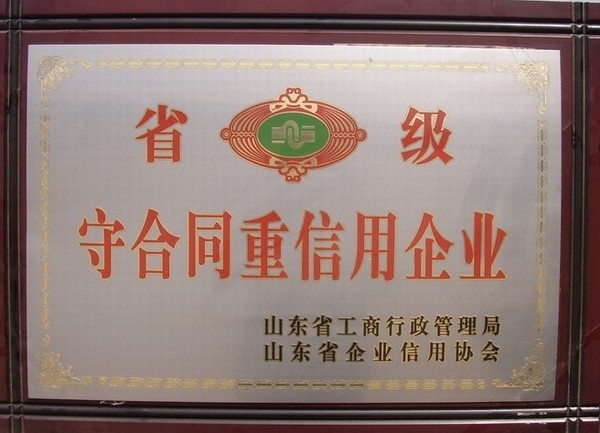 省级
守合同重信用企业
山东省工商行政管理局
山东省企业信用协会